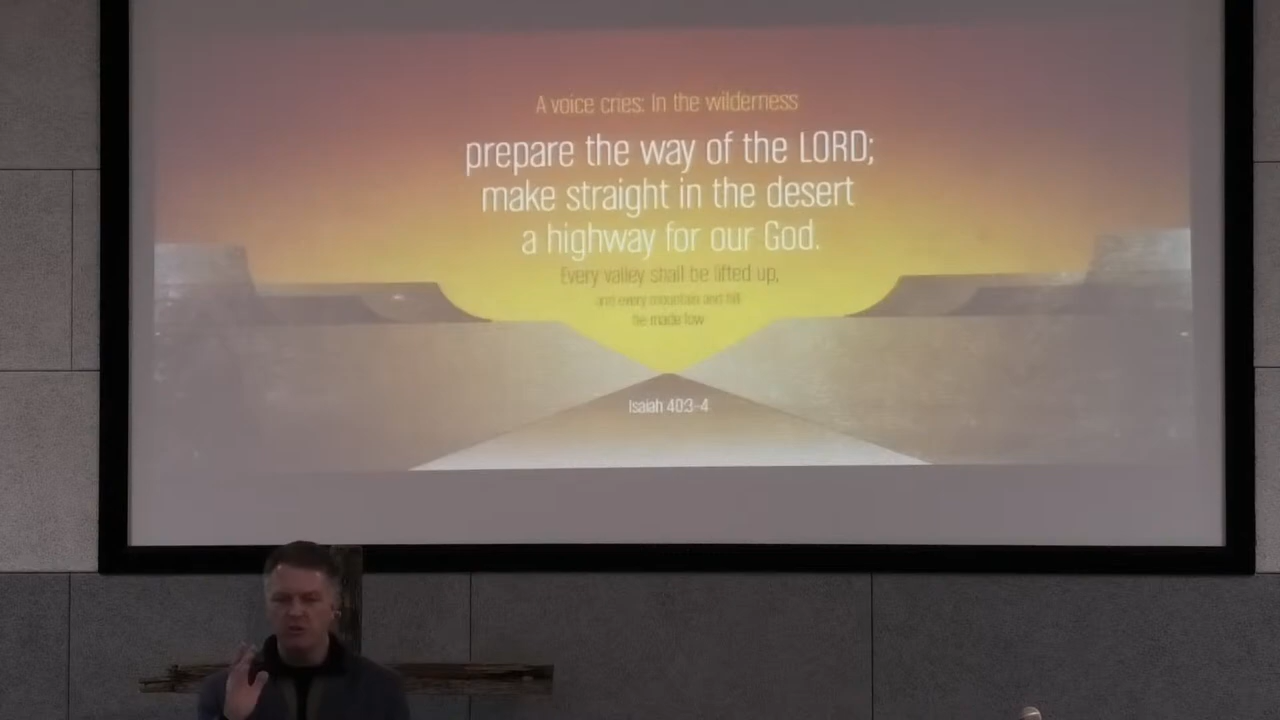 A voice cries: In the wilderness
prepare the way of the LORD;
make straight in the desert
a highway for our God.
Every valley shall be lifted up,
and every mountain and hill
be made low
Isaiah 40:3-4